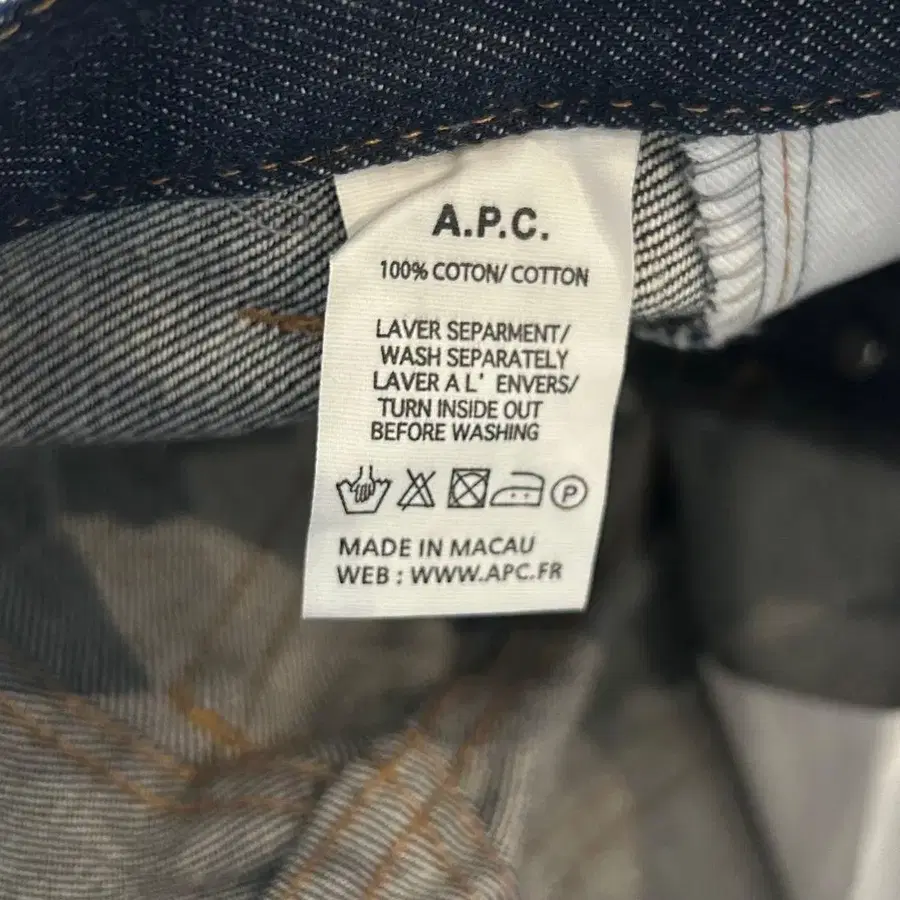 A.P.C.
100% COTON/ COTTON
LAVER SEPARMENT/
WASH SEPARATELY
LAVER A L' ENVERS/
TURN INSIDE OUT
BEFORE WASHING
P
MADE IN MACAU
WEB : WWW.APC.FR